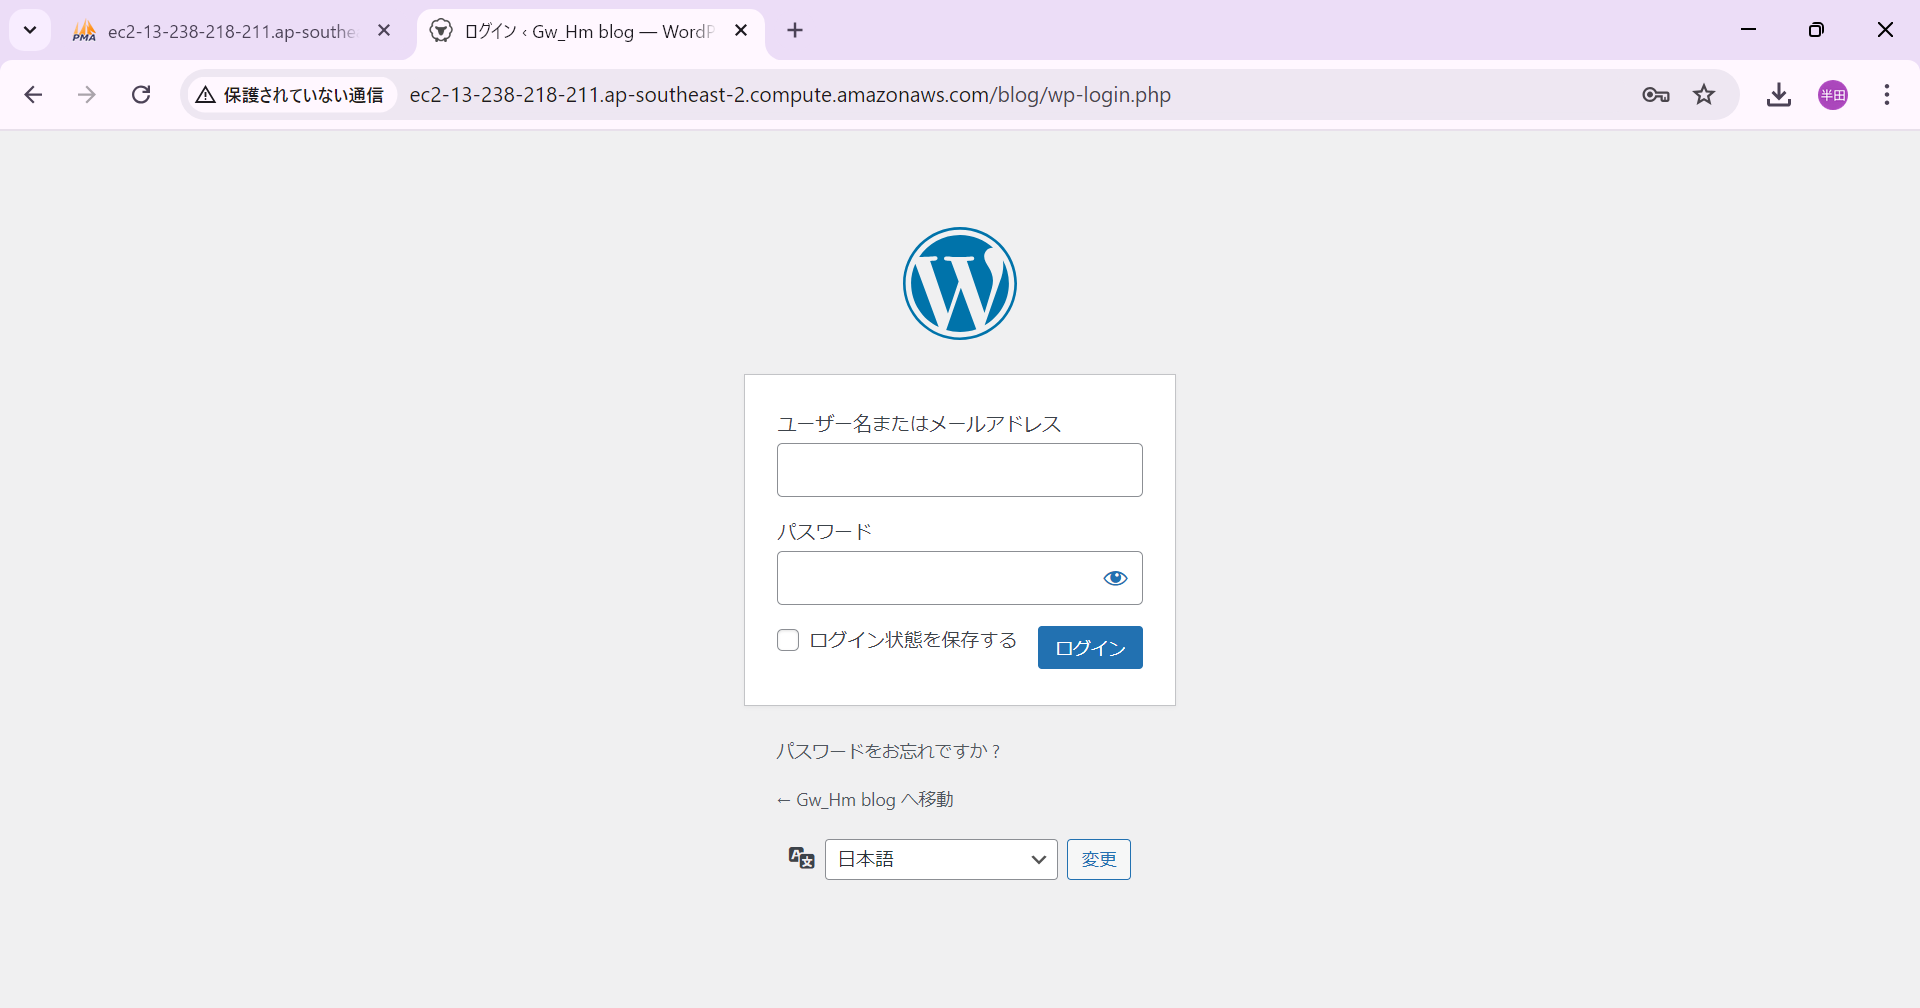 PMA
ec2-13-238-218-211.ap-southe
ログイン ‹ Gw_Hm blog — WordP
保護されていない通信
ec2-13-238-218-211.ap-southeast-2.compute.amazonaws.com/blog/wp-login.php
半田
ユーザー名またはメールアドレス
パスワード
ログイン状態を保存する
ログイン
パスワードをお忘れですか ?
← Gw_Hm blog へ移動
日本語
変更